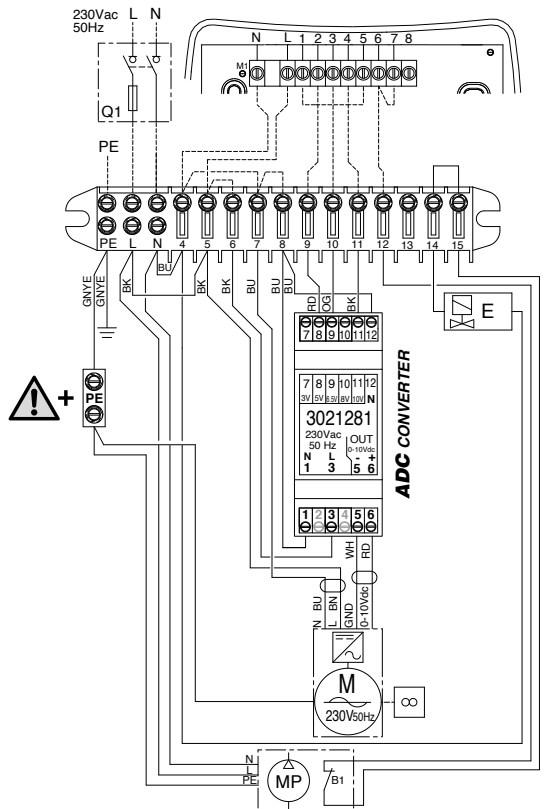 230Vac L N
50Hz
Q1
PE
N L 1 2 3 4 5 6 7 8
M1
PE L N 4 5 6 7 8 9 10 11 12 13 14 15
BU
GNYE
GNYE
BK
BK
BU
BU
BU
RD
OG
BK
E
7 8 9 10 11 12
+
PE
7 8 9 10 11 12
3V 5V 6.5V 8V 10V N
3021281
230Vac
50 Hz
OUT
0-10Vdc
N L - +
1 3 5 6
ADC CONVERTER
1 2 3 4 5 6
WH
RD
N BU
L BN
GND
0-10Vdc
M
230V50Hz
8
N
L
PE
MP
B1